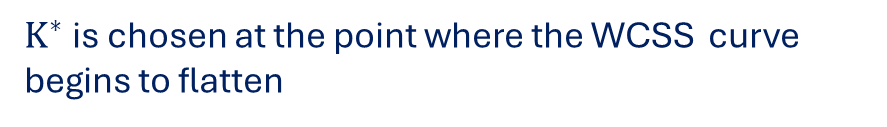 K* is chosen at the point where the WCSS curve
begins to flatten